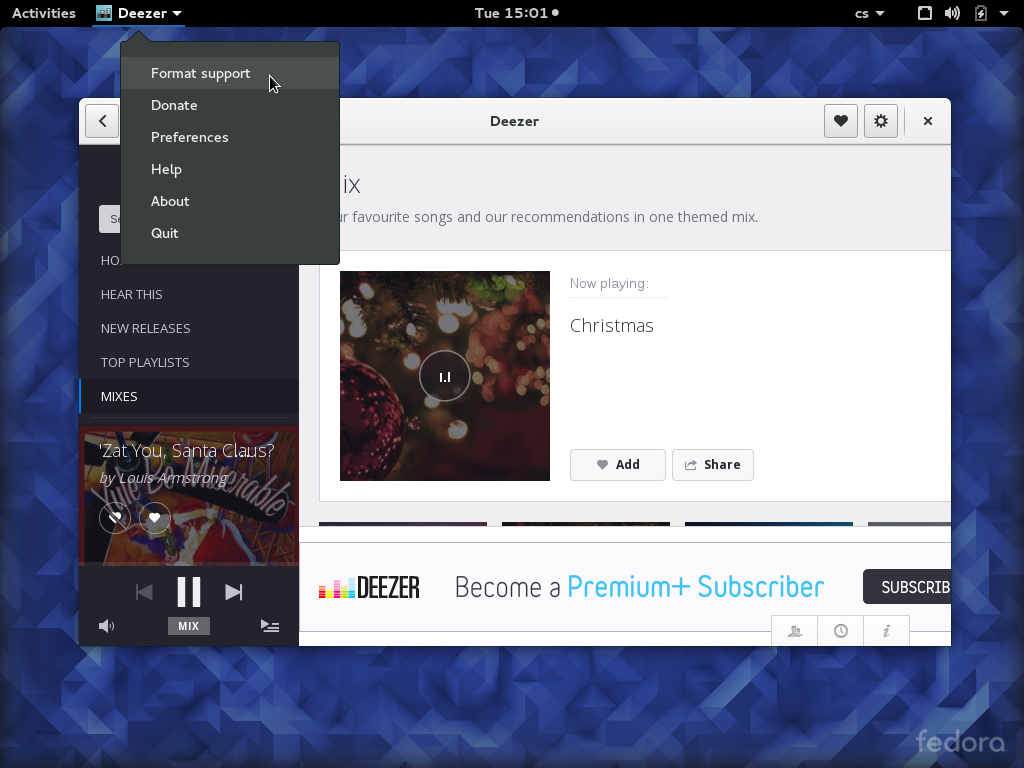 Activities
Deezer
Tue 15:01
cs
Format support
Donate
Preferences
Help
About
Quit
Deezer
ix
ur favourite songs and our recommendations in one themed mix.
Se
HO
HEAR THIS
NEW RELEASES
TOP PLAYLISTS
MIXES
Now playing:
Christmas
Add
Share
'Zat You, Santa Claus?
by Louis Armstrong
MIX
DEEZER
Become a Premium+ Subscriber
SUBSCRIB
fedora